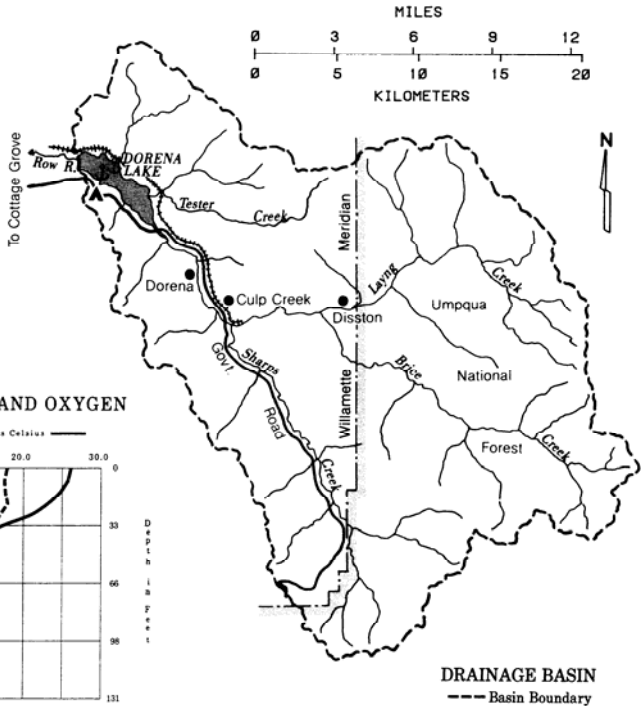 MILES
0 3 6 9 12
0 5 10 15 20
KILOMETERS
N
To Cottage Grove
Row R.
DORENA
LAKE
Tester
Creek
Meridian
Layng
Creek
Dorena
Culp Creek
Disston
Umpqua
Govt.
Sharps
Brice
National
Willamette
Road
Forest
Creek
Creek
AND OXYGEN
s Celsius
20.0 30.0
0
33
66
98
131
Depth in Feet
DRAINAGE BASIN
Basin Boundary